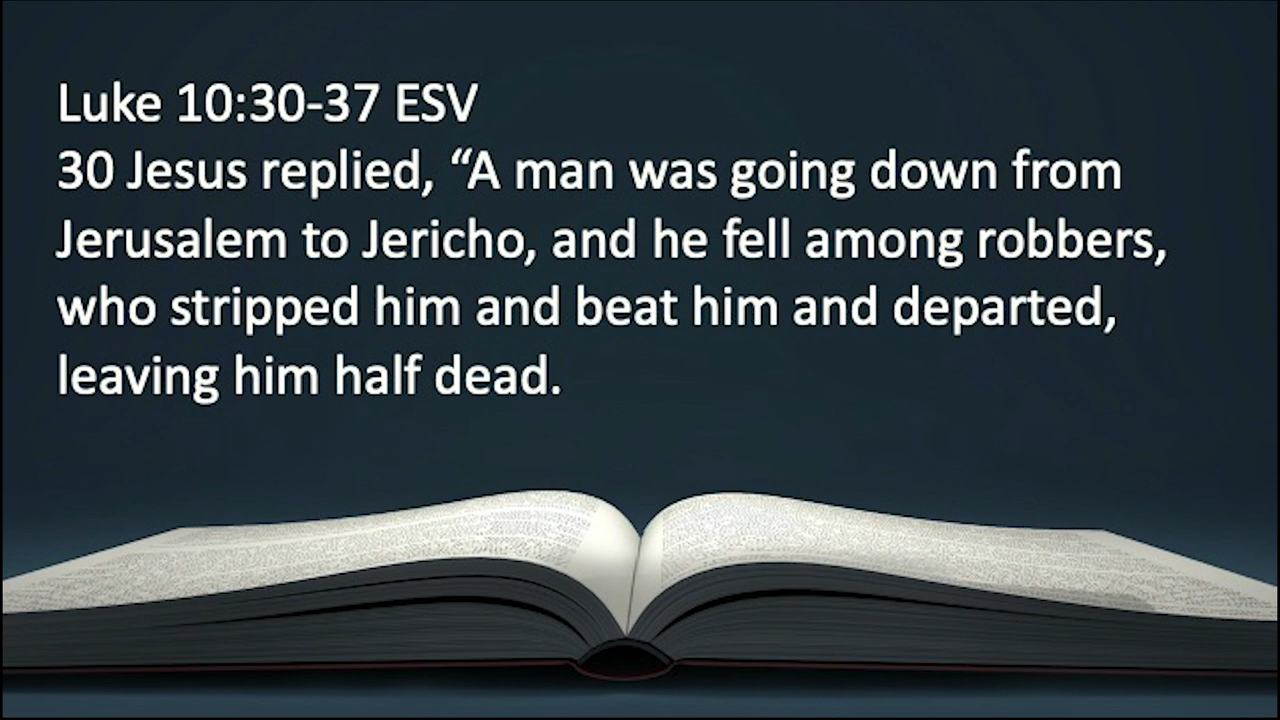 Luke 10:30-37 ESV
30 Jesus replied, “A man was going down from
Jerusalem to Jericho, and he fell among robbers,
who stripped him and beat him and departed,
leaving him half dead.